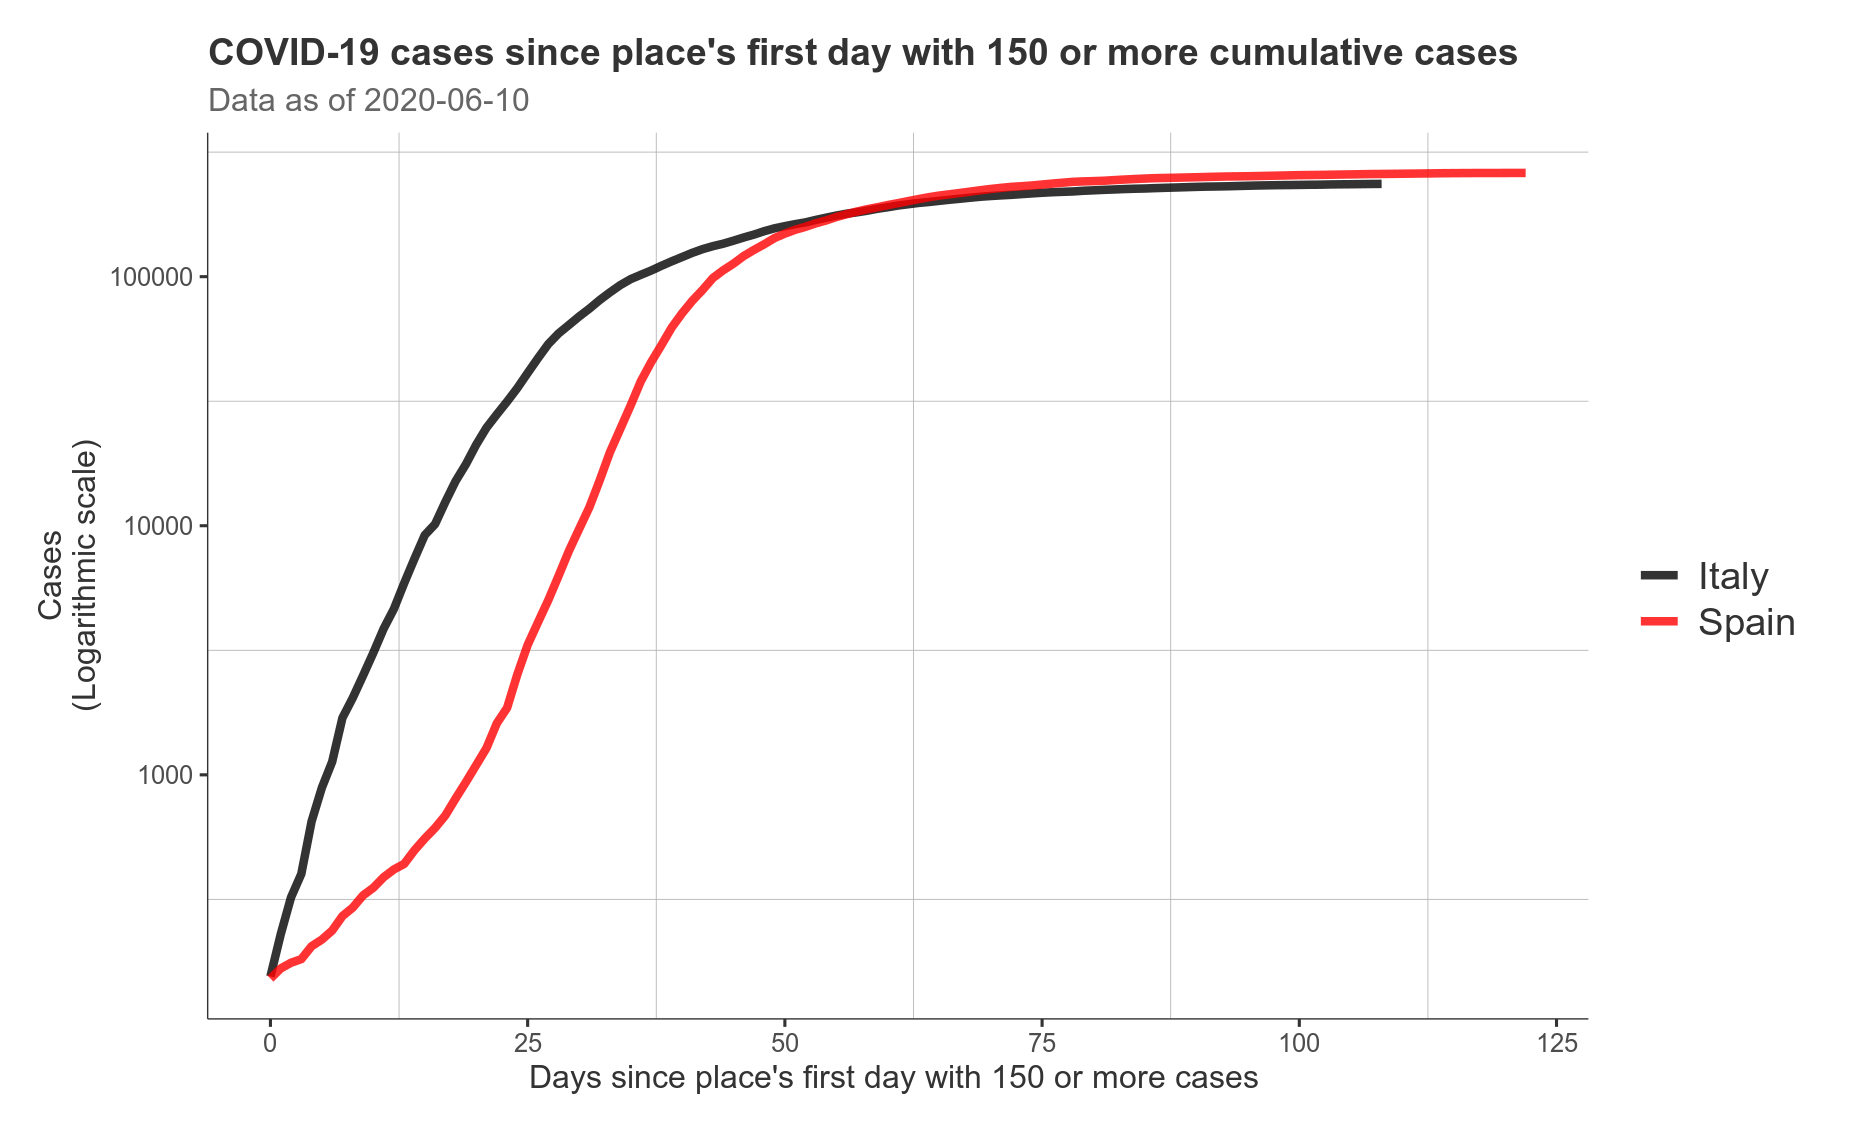 COVID-19 cases since place's first day with 150 or more cumulative cases
Data as of 2020-06-10
Cases
(Logarithmic scale)
100000
10000
1000
Italy
Spain
0 25 50 75 100 125
Days since place's first day with 150 or more cases